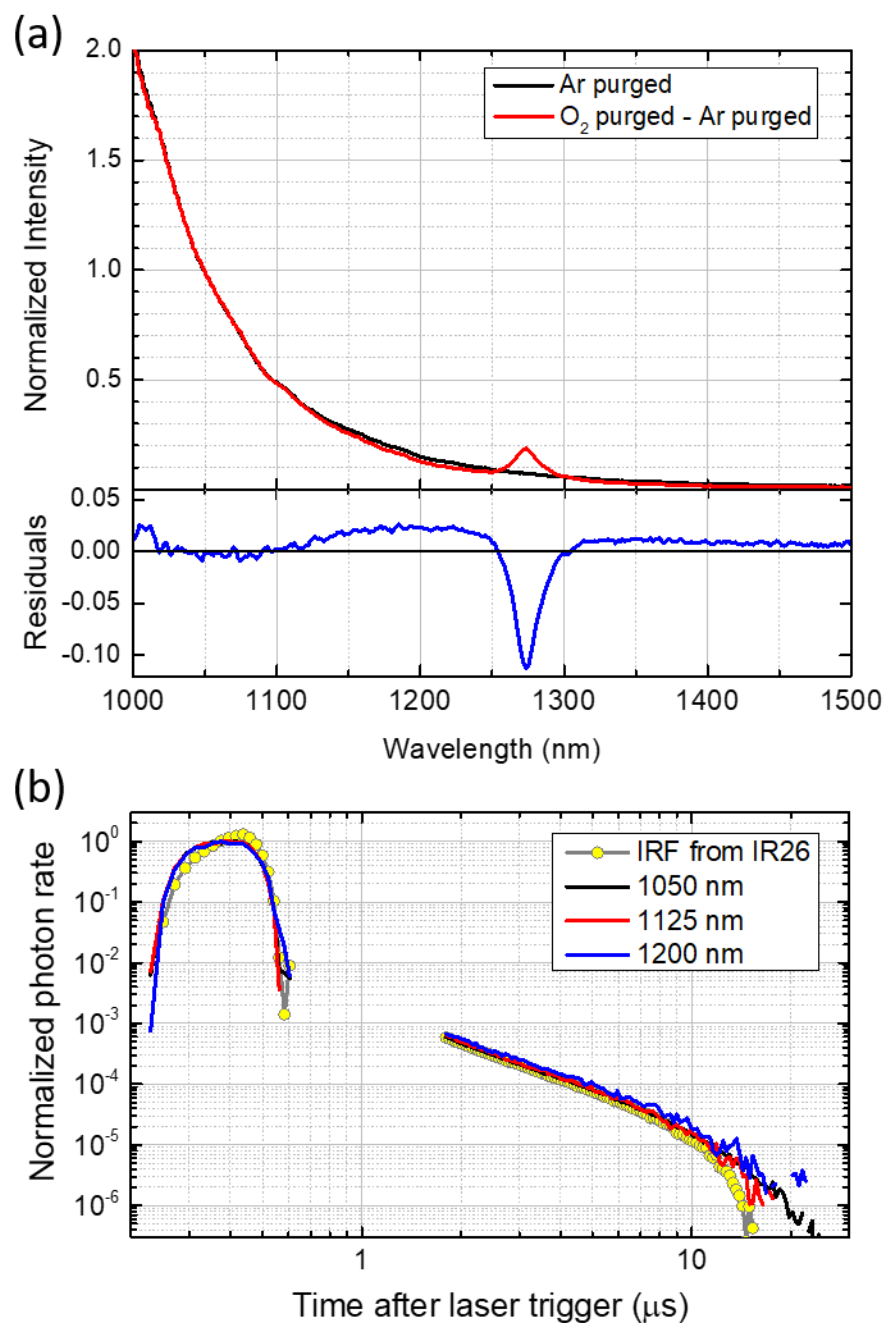 (a)
2.0
1.5
1.0
0.5
Normalized Intensity
Ar purged
O₂ purged - Ar purged
0.05
0.00
-0.05
-0.10
Residuals
1000 1100 1200 1300 1400 1500
Wavelength (nm)
(b)
10⁰
10⁻¹
10⁻²
10⁻³
10⁻⁴
10⁻⁵
10⁻⁶
Normalized photon rate
IRF from IR26
1050 nm
1125 nm
1200 nm
1 10
Time after laser trigger (μs)